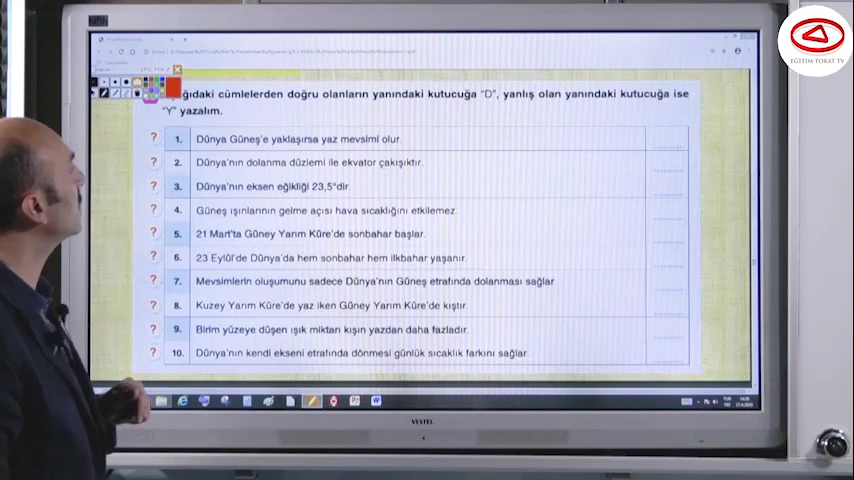 EĞİTİM TOKAT TV
ğıdaki cümlelerden doğru olanların yanındaki kutucuğa "D", yanlış olan yanındaki kutucuğa ise
"Y" yazalım.
? 1. Dünya Güneş'e yaklaşırsa yaz mevsimi olur.
? 2. Dünya'nın dolanma düzlemi ile ekvator çakışıktır.
? 3. Dünya'nın eksen eğikliği 23,5°dir.
? 4. Güneş ışınlarının gelme açısı hava sıcaklığını etkilemez.
? 5. 21 Mart'ta Güney Yarım Küre'de sonbahar başlar.
? 6. 23 Eylül'de Dünya'da hem sonbahar hem ilkbahar yaşanır.
? 7. Mevsimlerin oluşumunu sadece Dünya'nın Güneş etrafında dolanması sağlar.
? 8. Kuzey Yarım Küre'de yaz iken Güney Yarım Küre'de kıştır.
? 9. Birim yüzeye düşen ışık miktarı kışın yazdan daha fazladır.
? 10. Dünya'nın kendi ekseni etrafında dönmesi günlük sıcaklık farkını sağlar.
VESTEL